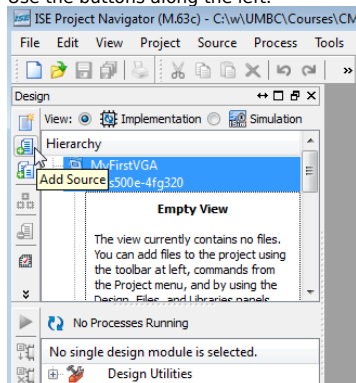 Use the buttons along the left.
ISE Project Navigator (M.63c) - C:\w\UMBC\Courses\CM
File Edit View Project Source Process Tools
»
Design
View: Implementation Simulation
Hierarchy
MyFirstVGA
s500e-4fg320
Add Source
Empty View
The view currently contains no files.
You can add files to the project using
the toolbar at left, commands from
the Project menu, and by using the
Design, Files, and Libraries panels
No Processes Running
No single design module is selected.
Design Utilities